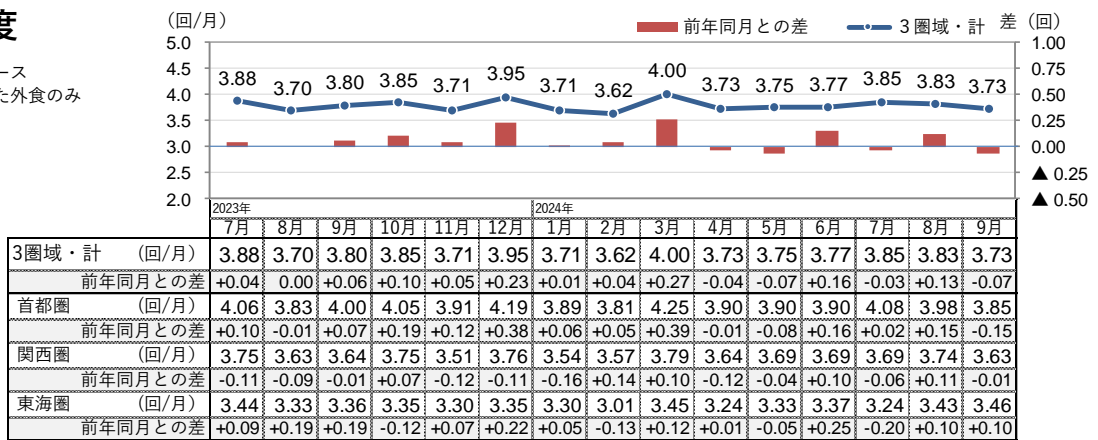 度
ース
た外食のみ
(回/月)
前年同月との差 3圏域・計 差 (回)
5.0 4.5 4.0 3.5 3.0 2.5 2.0
3.88 3.70 3.80 3.85 3.71 3.95 3.71 3.62 4.00 3.73 3.75 3.77 3.85 3.83 3.73
1.00 0.75 0.50 0.25 0.00 ▲ 0.25 ▲ 0.50
2023年 2024年
7月 8月 9月 10月 11月 12月 1月 2月 3月 4月 5月 6月 7月 8月 9月
3圏域・計 (回/月) 3.88 3.70 3.80 3.85 3.71 3.95 3.71 3.62 4.00 3.73 3.75 3.77 3.85 3.83 3.73
前年同月との差 +0.04 0.00 +0.06 +0.10 +0.05 +0.23 +0.01 +0.04 +0.27 -0.04 -0.07 +0.16 -0.03 +0.13 -0.07
首都圏 (回/月) 4.06 3.83 4.00 4.05 3.91 4.19 3.89 3.81 4.25 3.90 3.90 3.90 4.08 3.98 3.85
前年同月との差 +0.10 -0.01 +0.07 +0.19 +0.12 +0.38 +0.06 +0.05 +0.39 -0.01 -0.08 +0.16 +0.02 +0.15 -0.15
関西圏 (回/月) 3.75 3.63 3.64 3.75 3.51 3.76 3.54 3.57 3.79 3.64 3.69 3.69 3.69 3.74 3.63
前年同月との差 -0.11 -0.09 -0.01 +0.07 -0.12 -0.11 -0.16 +0.14 +0.10 -0.12 -0.04 +0.10 -0.06 +0.11 -0.01
東海圏 (回/月) 3.44 3.33 3.36 3.35 3.30 3.35 3.30 3.01 3.45 3.24 3.33 3.37 3.24 3.43 3.46
前年同月との差 +0.09 +0.19 +0.19 -0.12 +0.07 +0.22 +0.05 -0.13 +0.12 +0.01 -0.05 +0.25 -0.20 +0.10 +0.10